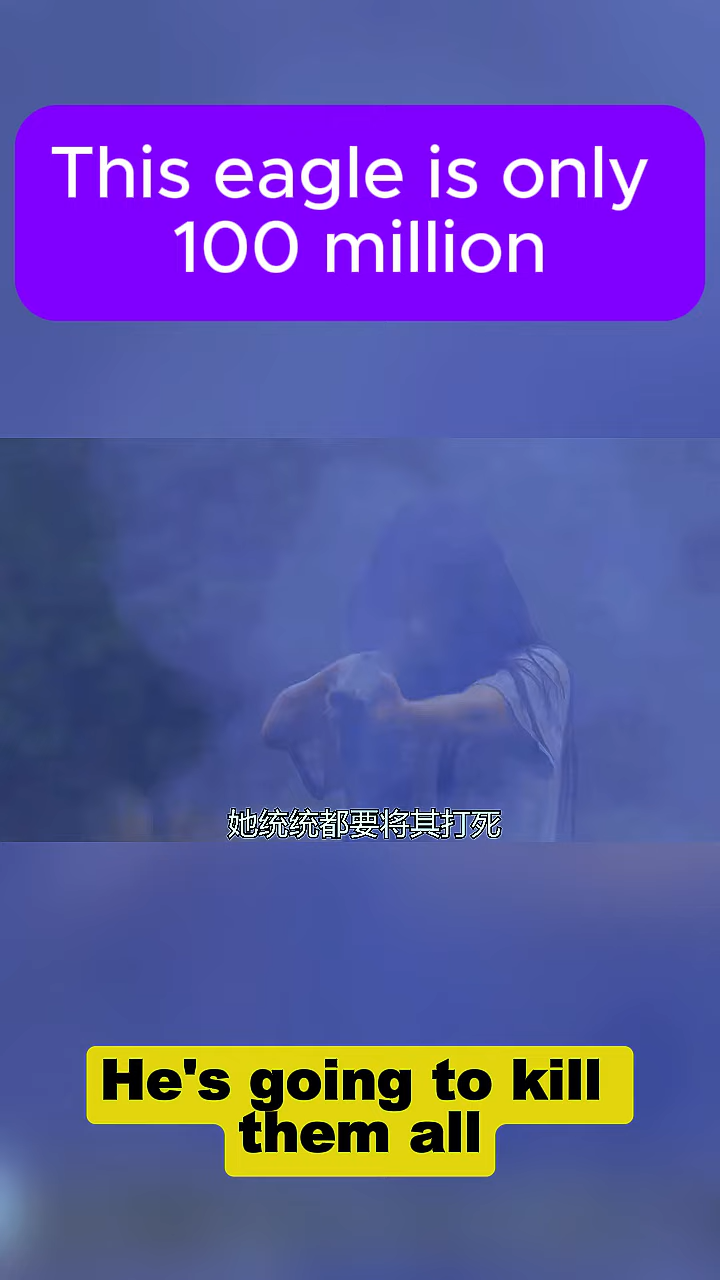 This eagle is only
100 million
她统统都要将其打死
He's going to kill
them all